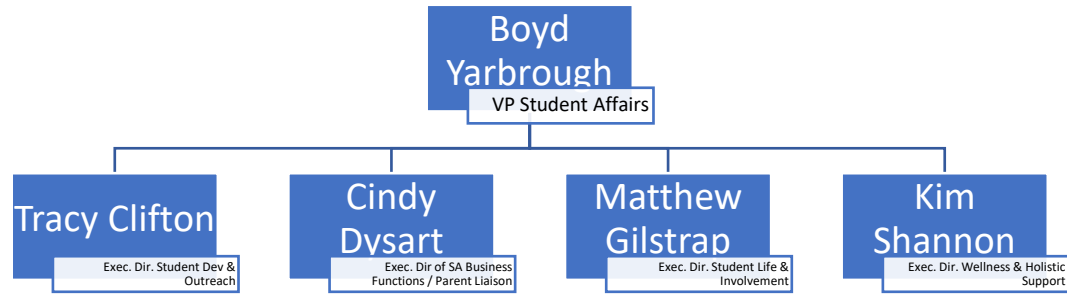 Boyd
Yarbrough
VP Student Affairs
Tracy Clifton
Exec. Dir. Student Dev &
Outreach
Cindy
Dysart
Exec. Dir of SA Business
Functions / Parent Liaison
Matthew
Gilstrap
Exec. Dir. Student Life &
Involvement
Kim
Shannon
Exec. Dir. Wellness & Holistic
Support